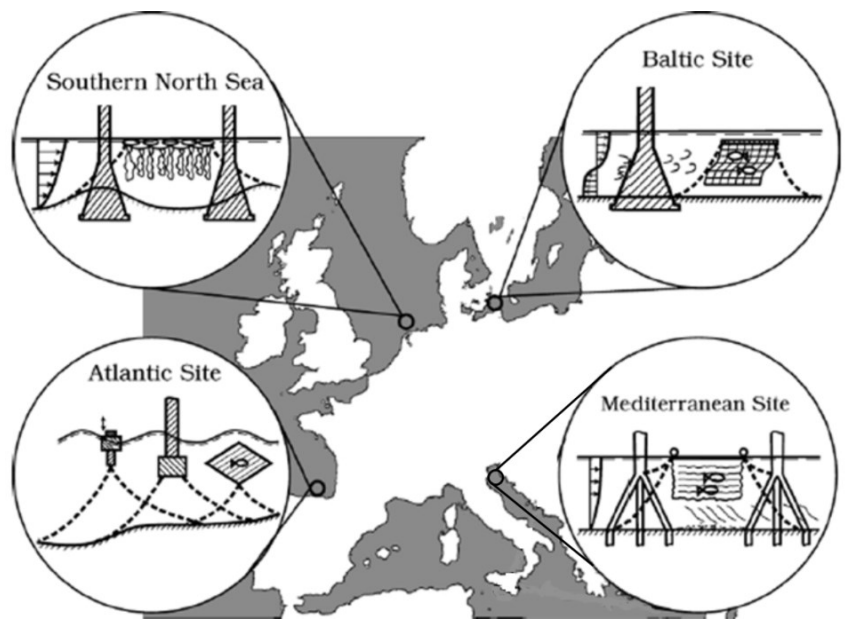 Southern North Sea
Baltic Site
Atlantic Site
Mediterranean Site